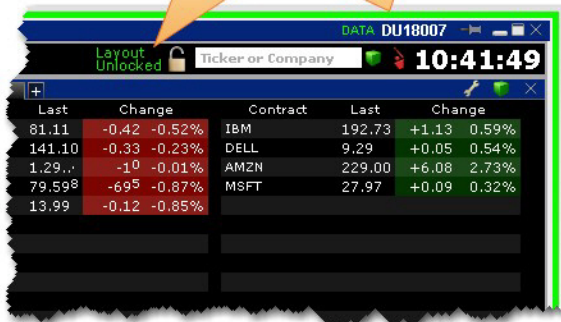 DATA DU18007
Layout
Unlocked
Ticker or Company
10:41:49
+
Last Change Contract Last Change
81.11 -0.42 -0.52% IBM 192.73 +1.13 0.59%
141.10 -0.33 -0.23% DELL 9.29 +0.05 0.54%
1.29.. -1⁰ -0.01% AMZN 229.00 +6.08 2.73%
79.59⁸ -69⁵ -0.87% MSFT 27.97 +0.09 0.32%
13.99 -0.12 -0.85%